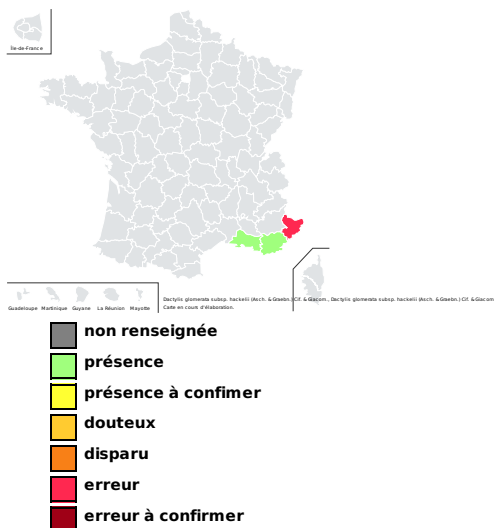 Île-de-France
Guadeloupe Martinique Guyane La Réunion Mayotte
Dactylis glomerata subsp. hackelii (Asch. & Graebn.) Cif. & Giacom., Dactylis glomerata subsp. hackelii (Asch. & Graebn.) Cif. & Giacom
Carte en cours d'élaboration.
non renseignée
présence
présence à confimer
douteux
disparu
erreur
erreur à confirmer